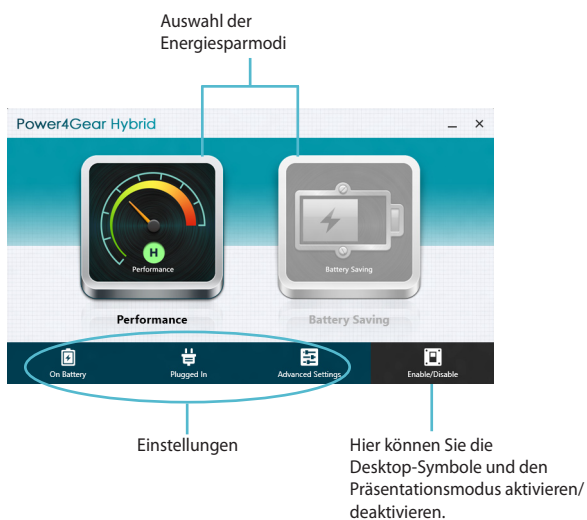 Auswahl der
Energiesparmodi
Power4Gear Hybrid
H
Performance
Battery Saving
Performance
Battery Saving
On Battery
Plugged In
Advanced Settings
Enable/Disable
Einstellungen
Hier können Sie die
Desktop-Symbole und den
Präsentationsmodus aktivieren/
deaktivieren.